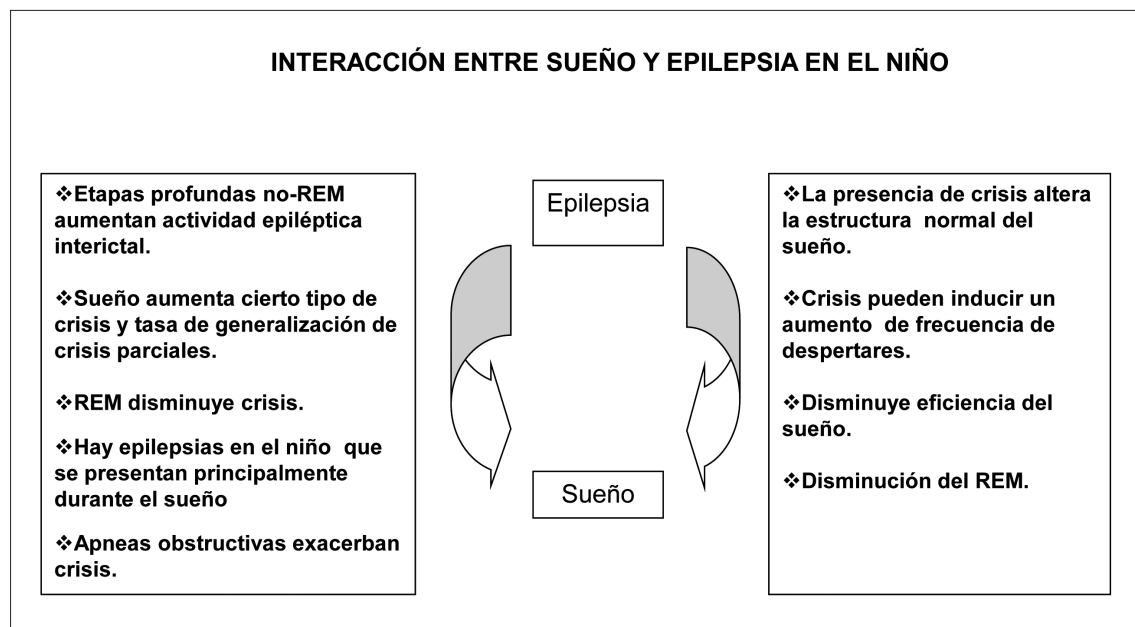 INTERACCIÓN ENTRE SUEÑO Y EPILEPSIA EN EL NIÑO
❖Etapas profundas no-REM
aumentan actividad epiléptica
interictal.
❖Sueño aumenta cierto tipo de
crisis y tasa de generalización de
crisis parciales.
❖REM disminuye crisis.
❖Hay epilepsias en el niño que
se presentan principalmente
durante el sueño
❖Apneas obstructivas exacerban
crisis.
Epilepsia
Sueño
❖La presencia de crisis altera
la estructura normal del
sueño.
❖Crisis pueden inducir un
aumento de frecuencia de
despertares.
❖Disminuye eficiencia del
sueño.
❖Disminución del REM.